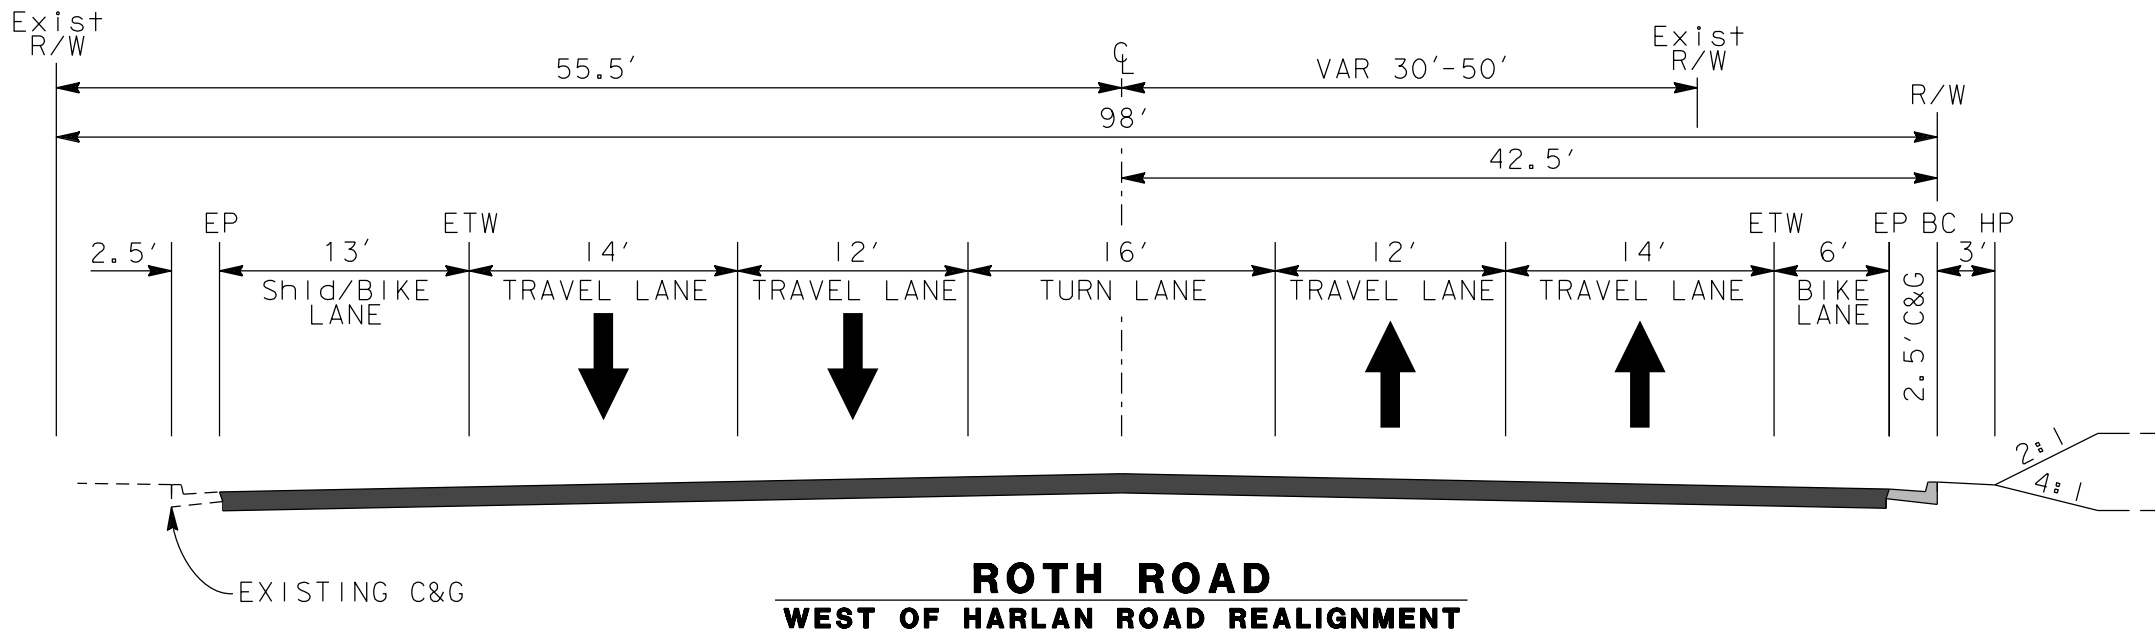 Exist
R/W
55.5'
CL
VAR 30'-50'
Exist
R/W
R/W
98'
42.5'
EP
ETW
ETW
EP BC HP
2.5'
13'
14'
12'
16'
12'
14'
6'
3'
Shld/BIKE
LANE
TRAVEL LANE
TRAVEL LANE
TURN LANE
TRAVEL LANE
TRAVEL LANE
BIKE
LANE
2.5' C&G
2:1
4:1
EXISTING C&G
ROTH ROAD
WEST OF HARLAN ROAD REALIGNMENT